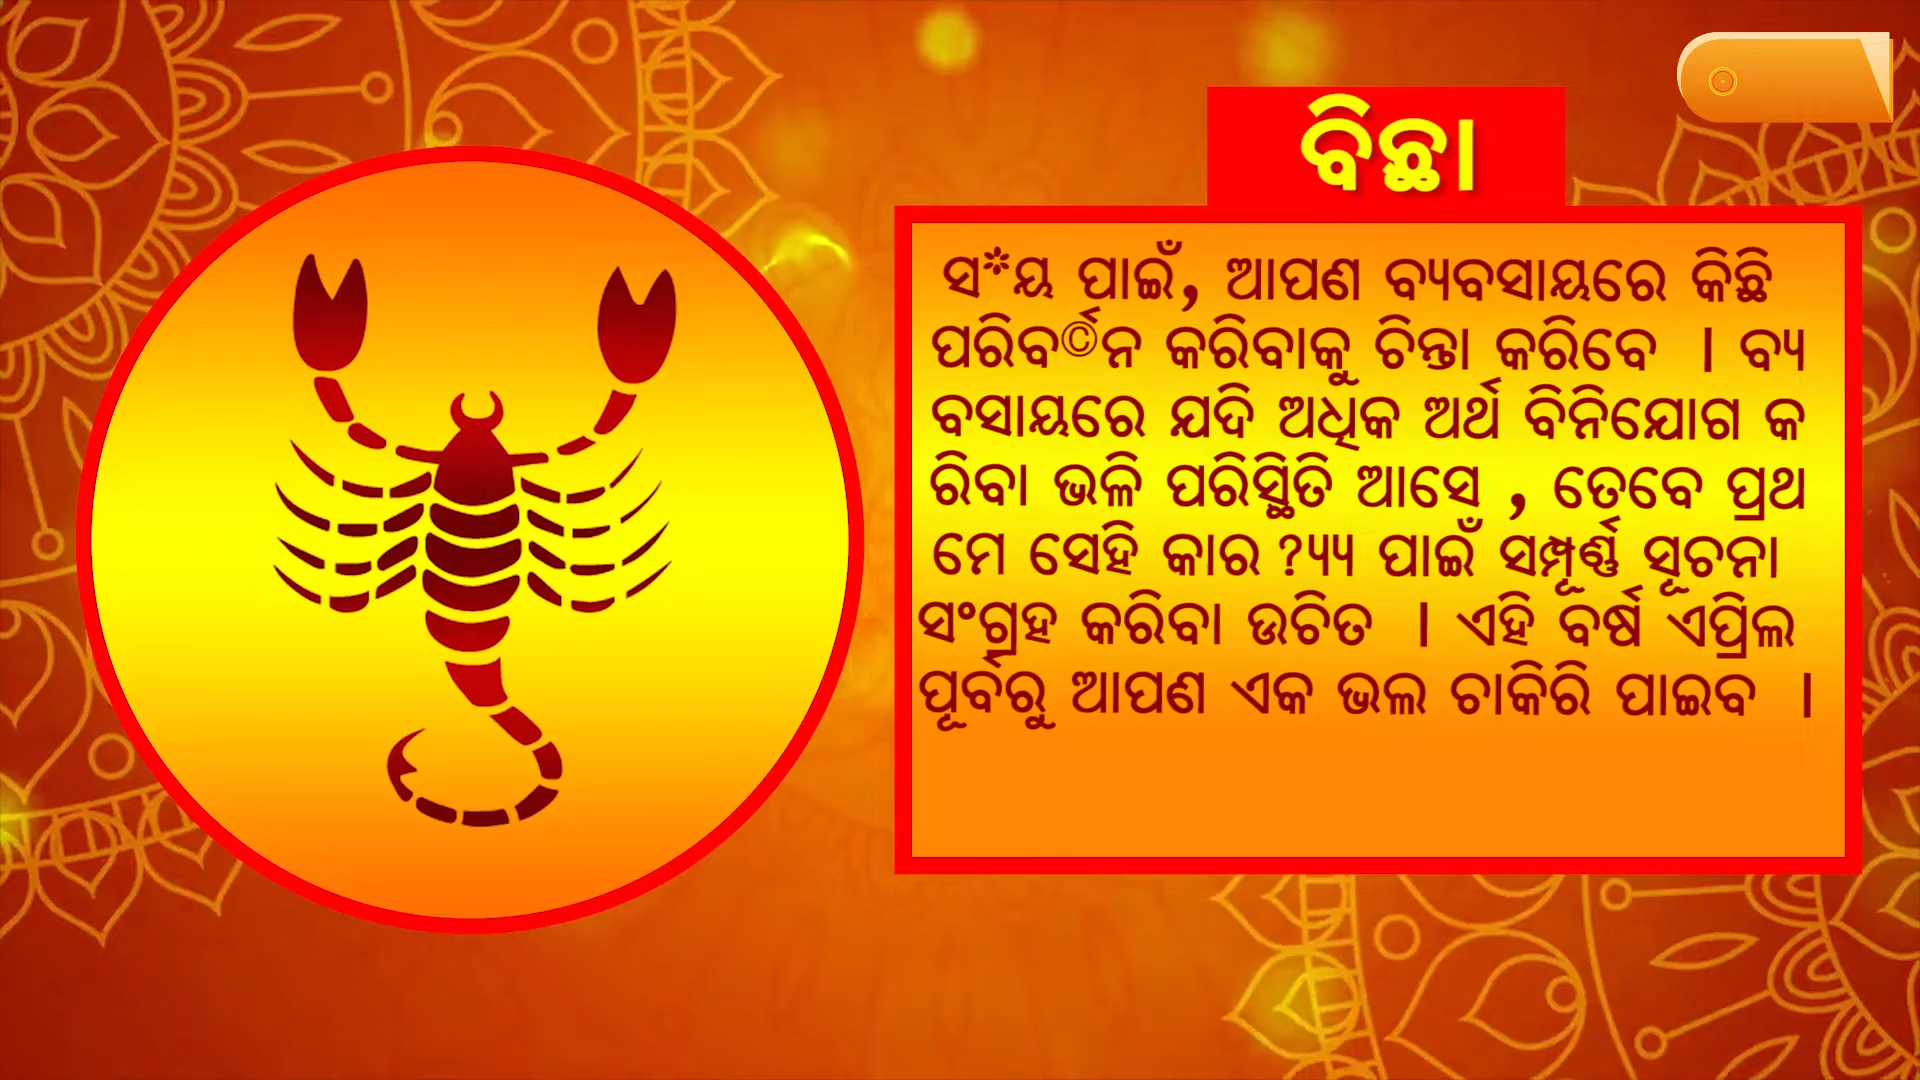 ବିଛା
ସ*ୟ ପାଇଁ, ଆପଣ ବ୍ୟବସାୟରେ କିଛି
ପରିବ©ର୍ନ କରିବାକୁ ଚିନ୍ତା କରିବେ । ବ୍ୟ
ବସାୟରେ ଯଦି ଅଧିକ ଅର୍ଥ ବିନିଯୋଗ କ
ରିବା ଭଳି ପରିସ୍ଥିତି ଆସେ , ତେବେ ପ୍ରଥ
ମେ ସେହି କାର ?୍ୟ୍ୟ ପାଇଁ ସମ୍ପୂର୍ଣ୍ଣ ସୂଚନା
ସଂଗ୍ରହ କରିବା ଉଚିତ । ଏହି ବର୍ଷ ଏପ୍ରିଲ
ପୂର୍ବରୁ ଆପଣ ଏକ ଭଲ ଚାକିରି ପାଇବ ।